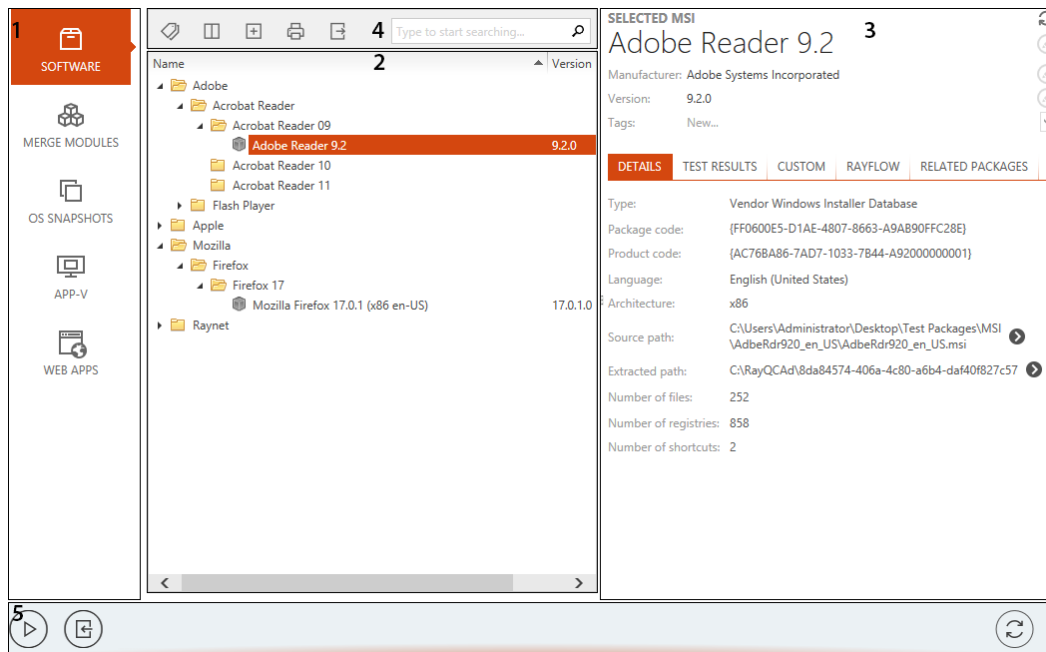 1
SOFTWARE
MERGE MODULES
OS SNAPSHOTS
APP-V
WEB APPS
4
Type to start searching...
2
Name Version
Adobe
Acrobat Reader
Acrobat Reader 09
Adobe Reader 9.2 9.2.0
Acrobat Reader 10
Acrobat Reader 11
Flash Player
Apple
Mozilla
Firefox
Firefox 17
Mozilla Firefox 17.0.1 (x86 en-US) 17.0.1.0
Raynet
SELECTED MSI
Adobe Reader 9.2
3
Manufacturer: Adobe Systems Incorporated
Version: 9.2.0
Tags: New...
DETAILS TEST RESULTS CUSTOM RAYFLOW RELATED PACKAGES
Type: Vendor Windows Installer Database
Package code: {FF0600E5-D1AE-4807-8663-A9AB90FFC28E}
Product code: {AC76BA86-7AD7-1033-7B44-A92000000001}
Language: English (United States)
Architecture: x86
Source path: C:\Users\Administrator\Desktop\Test Packages\MSI
\AdbeRdr920_en_US\AdbeRdr920_en_US.msi
Extracted path: C:\RayQCAd\8da84574-406a-4c80-a6b4-daf40f827c57
Number of files: 252
Number of registries: 858
Number of shortcuts: 2
5